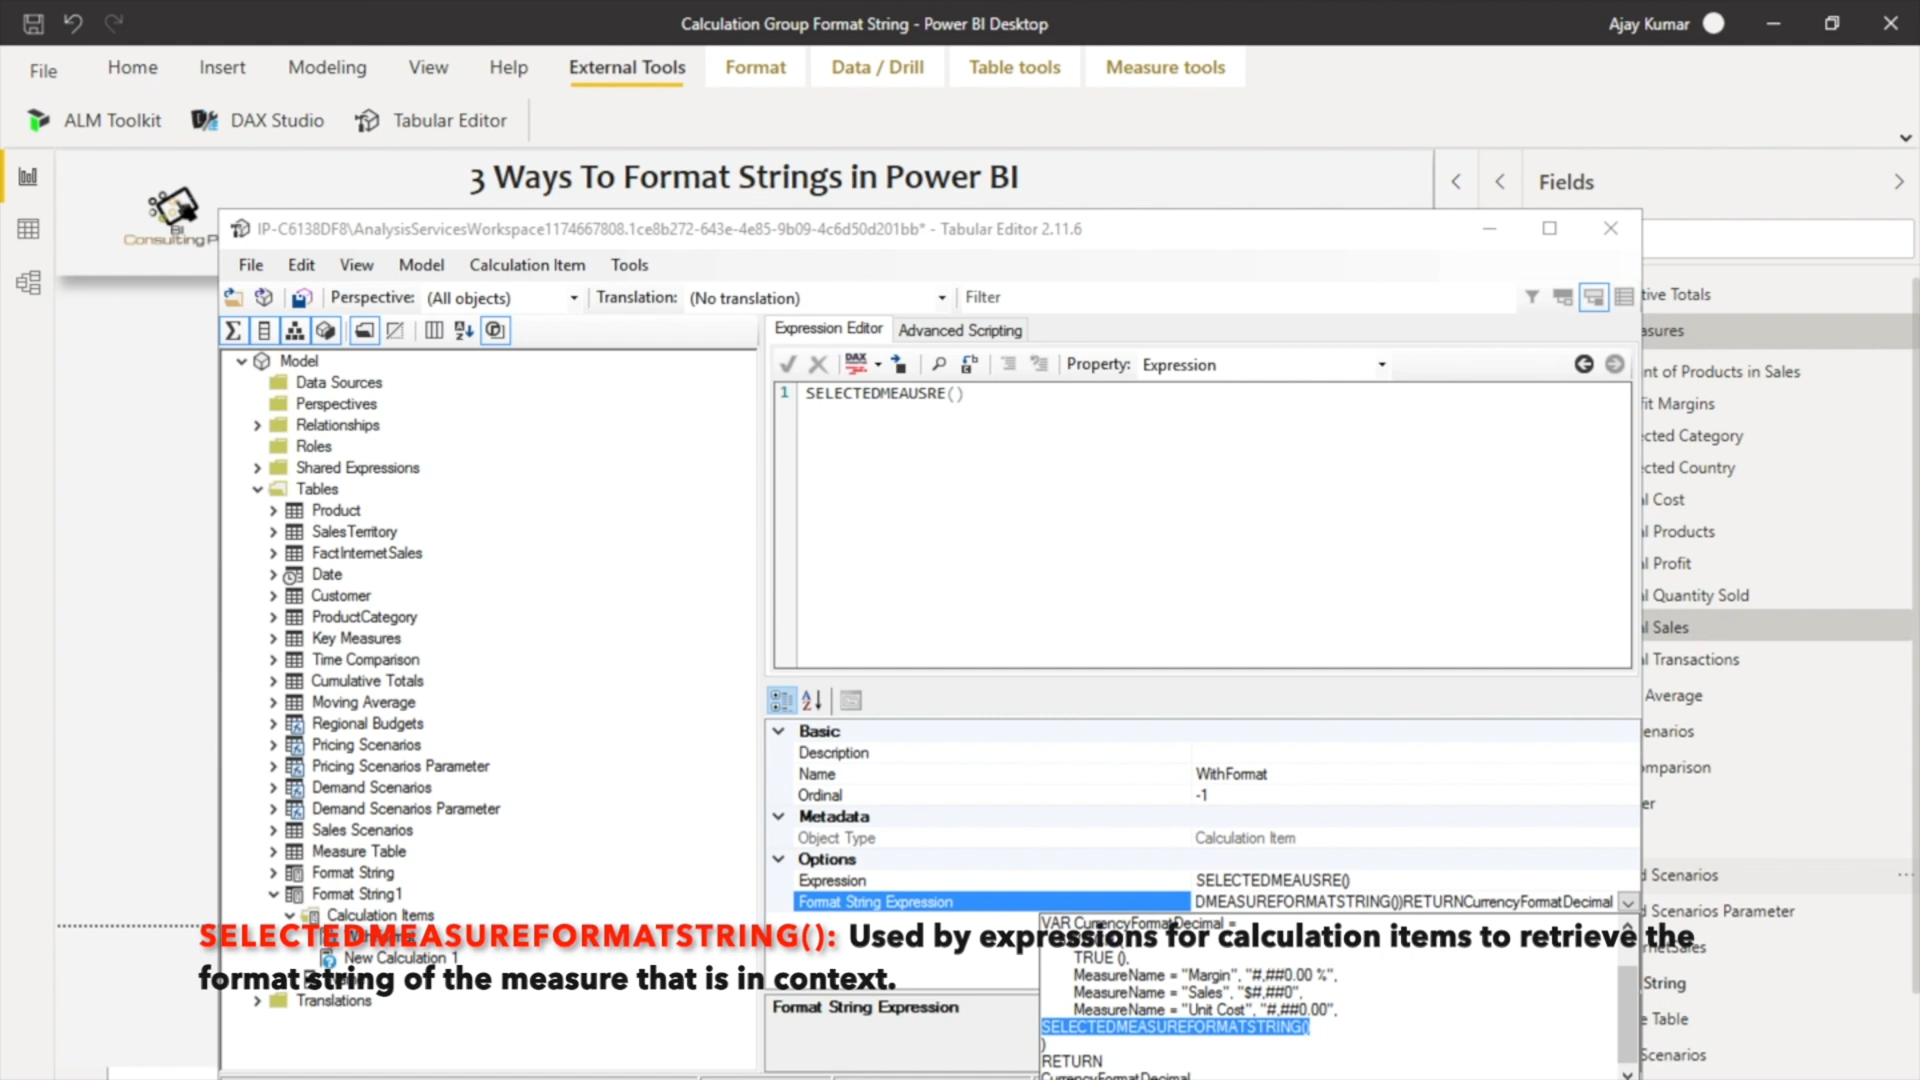 Calculation Group Format String - Power BI Desktop
Ajay Kumar
File Home Insert Modeling View Help External Tools Format Data / Drill Table tools Measure tools
ALM Toolkit DAX Studio Tabular Editor
3 Ways To Format Strings in Power BI
Fields
BI
Consulting P
IP-C6138DF8\AnalysisServicesWorkspace1174667808.1ce8b272-643e-4e85-9b09-4c6d50d201bb* - Tabular Editor 2.11.6
File Edit View Model Calculation Item Tools
Perspective: (All objects) Translation: (No translation) Filter
Expression Editor Advanced Scripting
DAX Property: Expression
1 SELECTEDMEAUSRE()
Model
Data Sources
Perspectives
Relationships
Roles
Shared Expressions
Tables
Product
SalesTerritory
FactInternetSales
Date
Customer
ProductCategory
Key Measures
Time Comparison
Cumulative Totals
Moving Average
Regional Budgets
Pricing Scenarios
Pricing Scenarios Parameter
Demand Scenarios
Demand Scenarios Parameter
Sales Scenarios
Measure Table
Format String
Format String1
Calculation Items
New Calculation 1
Translations
Basic
Description
Name WithFormat
Ordinal -1
Metadata
Object Type Calculation Item
Options
Expression SELECTEDMEAUSRE()
Format String Expression DMEASUREFORMATSTRING())RETURNCurrencyFormatDecimal
VAR CurrencyFormatDecimal =
TRUE (),
MeasureName = "Margin", "#,##0.00 %",
MeasureName = "Sales", "$#,##0",
MeasureName = "Unit Cost", "#,##0.00",
SELECTEDMEASUREFORMATSTRING()
)
RETURN
CurrencyFormatDecimal
Format String Expression
SELECTEDMEASUREFORMATSTRING(): Used by expressions for calculation items to retrieve the
format string of the measure that is in context.
tive Totals
asures
nt of Products in Sales
fit Margins
cted Category
cted Country
l Cost
l Products
l Profit
l Quantity Sold
l Sales
l Transactions
Average
enarios
omparison
er
d Scenarios
d Scenarios Parameter
netSales
String
e Table
Scenarios